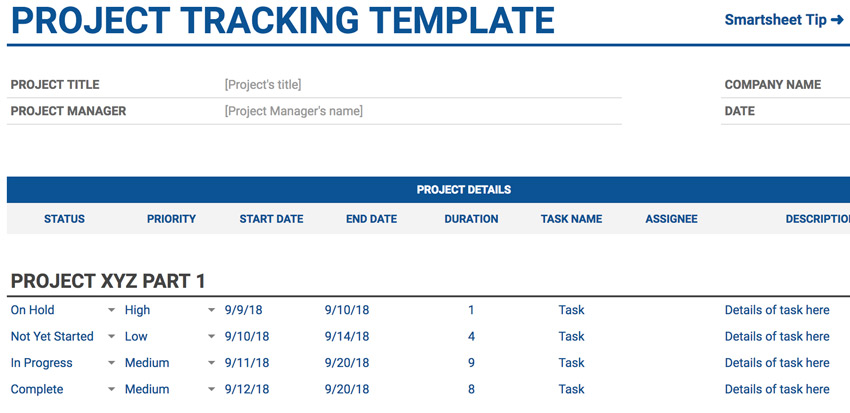 PROJECT TRACKING TEMPLATE Smartsheet Tip ➜
PROJECT TITLE [Project's title] COMPANY NAME
PROJECT MANAGER [Project Manager's name] DATE
PROJECT DETAILS
STATUS PRIORITY START DATE END DATE DURATION TASK NAME ASSIGNEE DESCRIPTION
PROJECT XYZ PART 1
On Hold High 9/9/18 9/10/18 1 Task Details of task here
Not Yet Started Low 9/10/18 9/14/18 4 Task Details of task here
In Progress Medium 9/11/18 9/20/18 9 Task Details of task here
Complete Medium 9/12/18 9/20/18 8 Task Details of task here